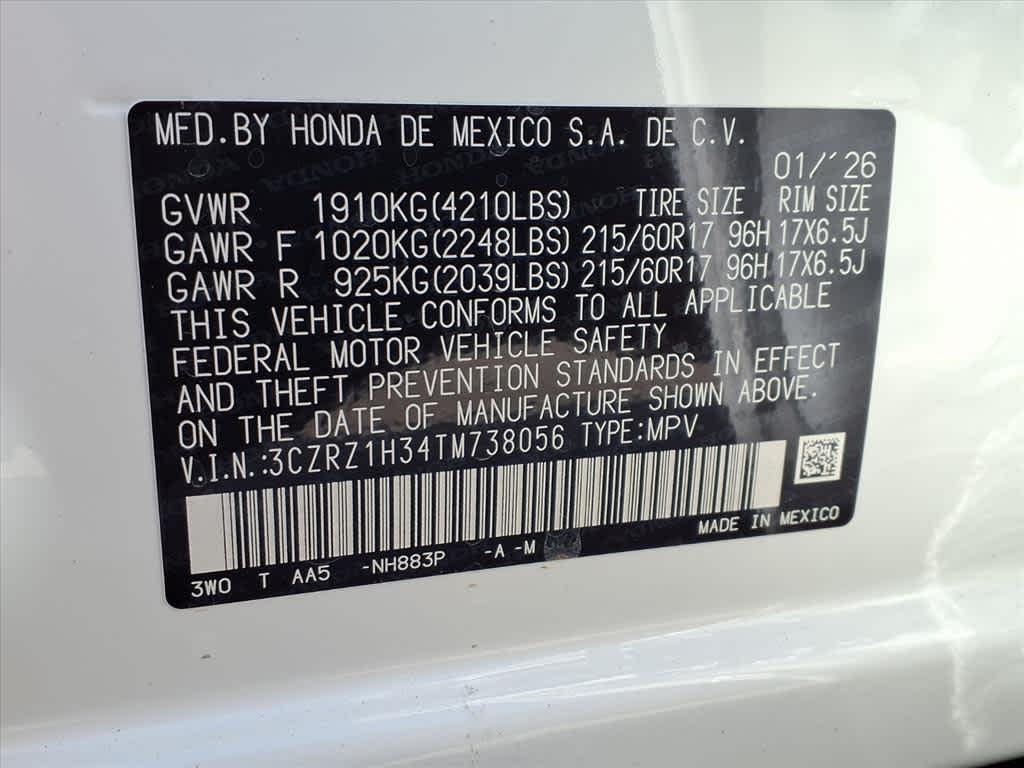 MFD.BY HONDA DE MEXICO S.A. DE C.V.
01/'26
GVWR 1910KG(4210LBS) TIRE SIZE RIM SIZE
GAWR F 1020KG(2248LBS) 215/60R17 96H 17X6.5J
GAWR R 925KG(2039LBS) 215/60R17 96H 17X6.5J
THIS VEHICLE CONFORMS TO ALL APPLICABLE
FEDERAL MOTOR VEHICLE SAFETY
AND THEFT PREVENTION STANDARDS IN EFFECT
ON THE DATE OF MANUFACTURE SHOWN ABOVE.
V.I.N.:3CZRZ1H34TM738056 TYPE:MPV
MADE IN MEXICO
3W0 T AA5 -NH883P -A -M